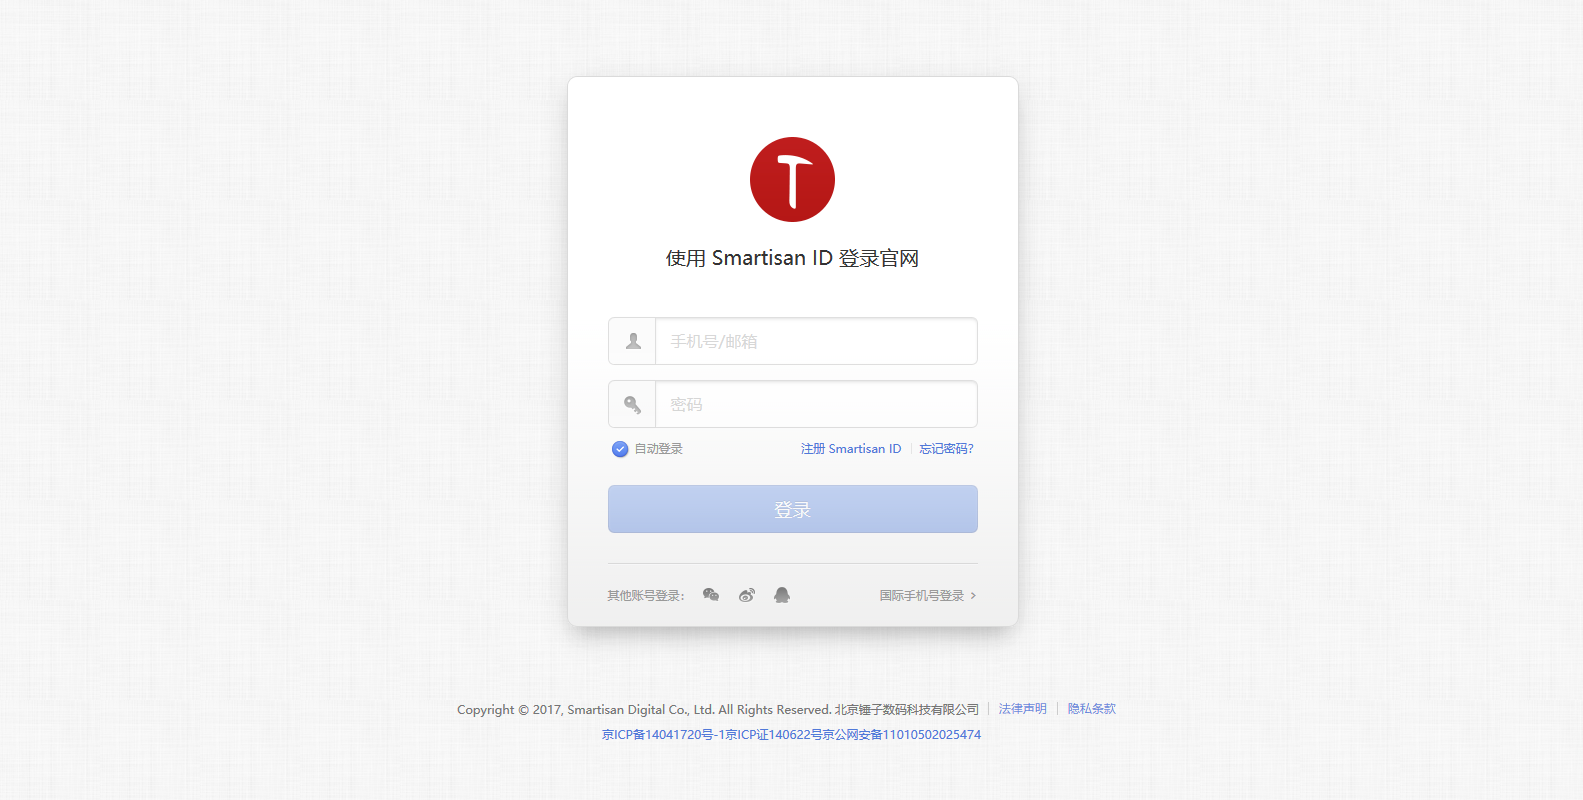 使用 Smartisan ID 登录官网
手机号/邮箱
密码
自动登录 注册 Smartisan ID 忘记密码?
登录
其他账号登录: 国际手机号登录 >
Copyright © 2017, Smartisan Digital Co., Ltd. All Rights Reserved. 北京锤子数码科技有限公司 法律声明 隐私条款
京ICP备14041720号-1京ICP证140622号京公网安备11010502025474